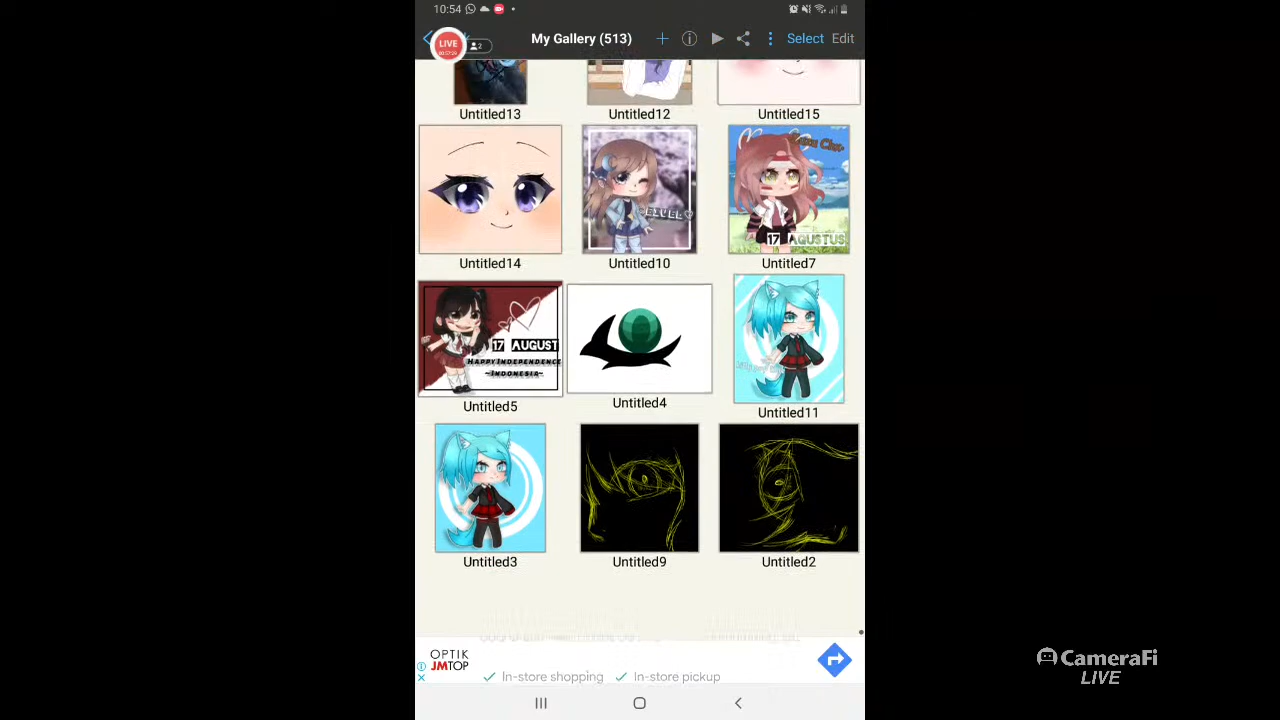 10:54
LIVE
2
My Gallery (513)
Select
Edit
Untitled13
Untitled12
Untitled15
17 AGUSTUS
Untitled14
Untitled10
Untitled7
17 AUGUST
Happy Independence
~Indonesia~
Untitled5
Untitled4
Untitled11
Untitled3
Untitled9
Untitled2
OPTIK
JMTOP
In-store shopping
In-store pickup
CameraFi
LIVE